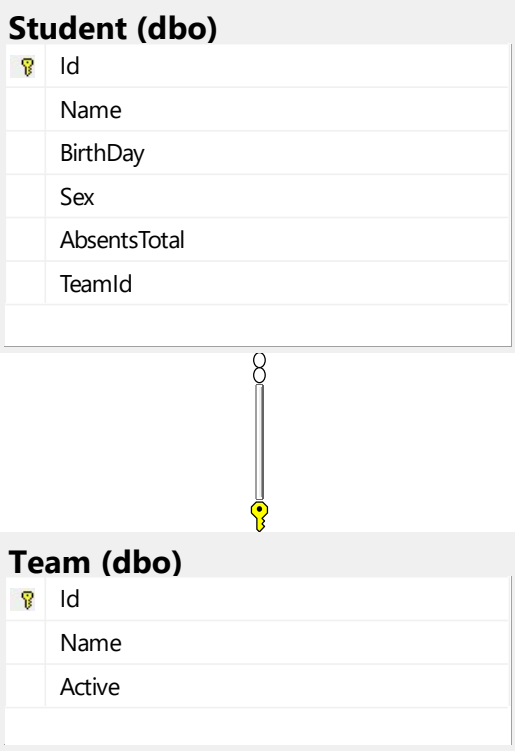 Student (dbo)
Id
Name
BirthDay
Sex
AbsentsTotal
TeamId
Team (dbo)
Id
Name
Active